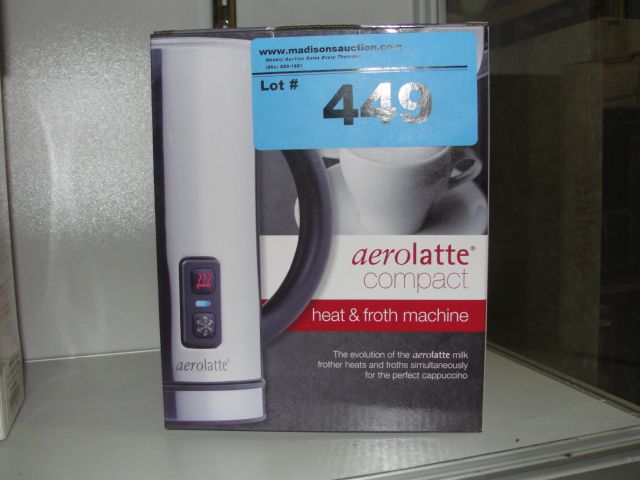 www.madisonsauction.com
Weekly Auction Sales Every Thursday
Lot # 449
aerolatte®
compact
heat & froth machine
The evolution of the aerolatte milk
frother heats and froths simultaneously
for the perfect cappuccino
aerolatte®